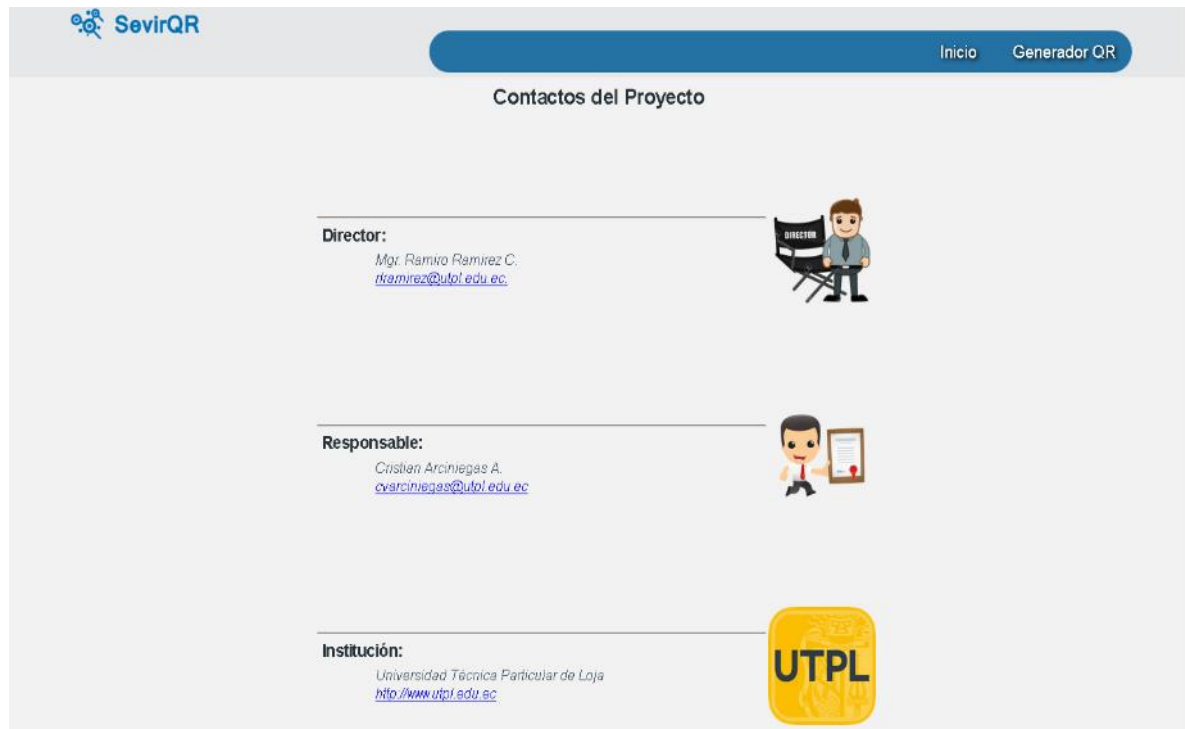 SevirQR
Inicio Generador QR
Contactos del Proyecto
DIRECTOR
Director:
Mgr. Ramiro Ramirez C.
rlramirez@utpl.edu.ec.
Responsable:
Cristian Arciniegas A.
cvarciniegas@utpl.edu.ec
Institución:
Universidad Técnica Particular de Loja
http://www.utpl.edu.ec
UTPL